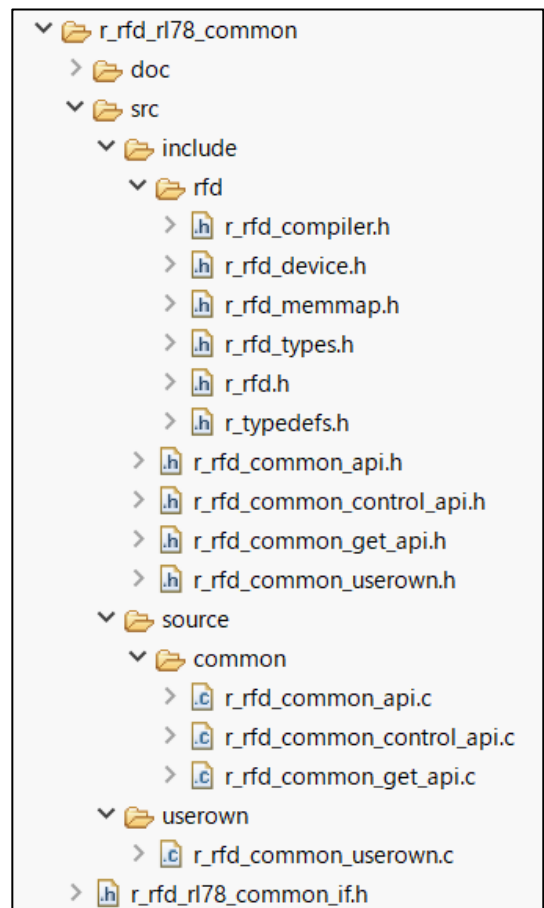 r_rfd_rl78_common
doc
src
include
rfd
r_rfd_compiler.h
r_rfd_device.h
r_rfd_memmap.h
r_rfd_types.h
r_rfd.h
r_typedefs.h
r_rfd_common_api.h
r_rfd_common_control_api.h
r_rfd_common_get_api.h
r_rfd_common_userown.h
source
common
r_rfd_common_api.c
r_rfd_common_control_api.c
r_rfd_common_get_api.c
userown
r_rfd_common_userown.c
r_rfd_rl78_common_if.h